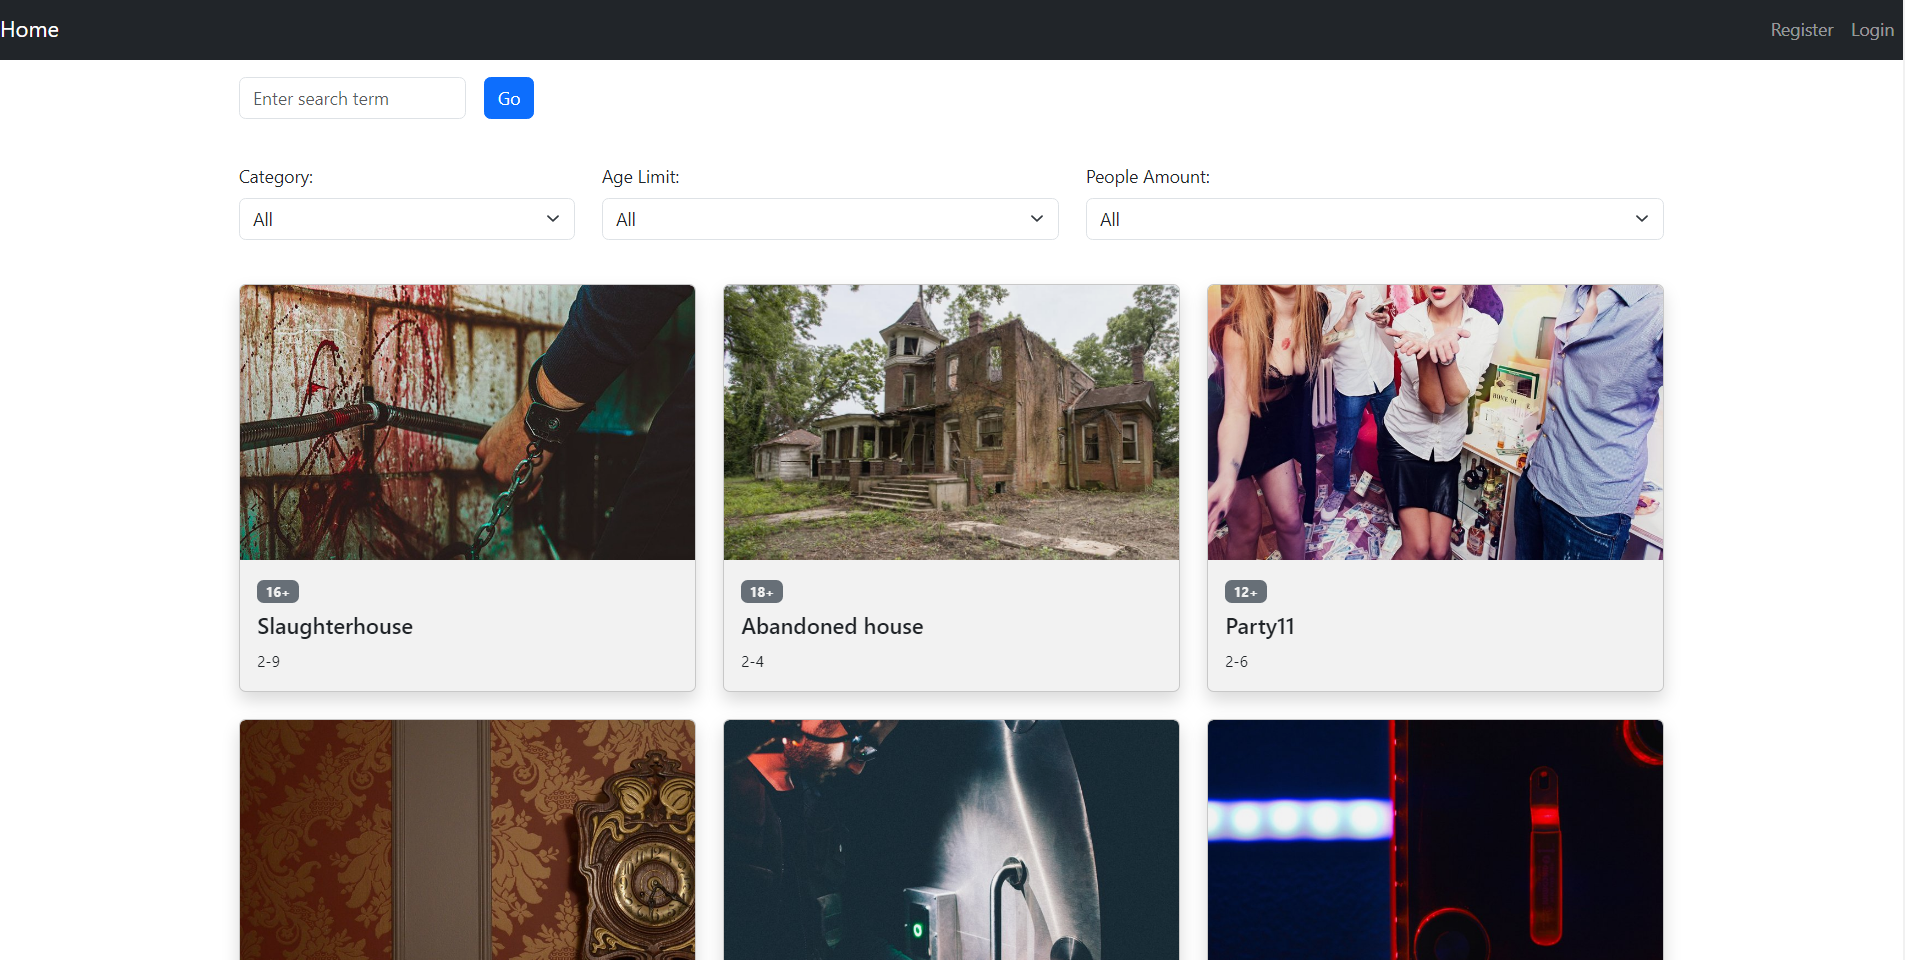 Home Register Login
Enter search term Go
Category: Age Limit: People Amount:
All All All
16+ 18+ 12+
Slaughterhouse Abandoned house Party11
2-9 2-4 2-6
0